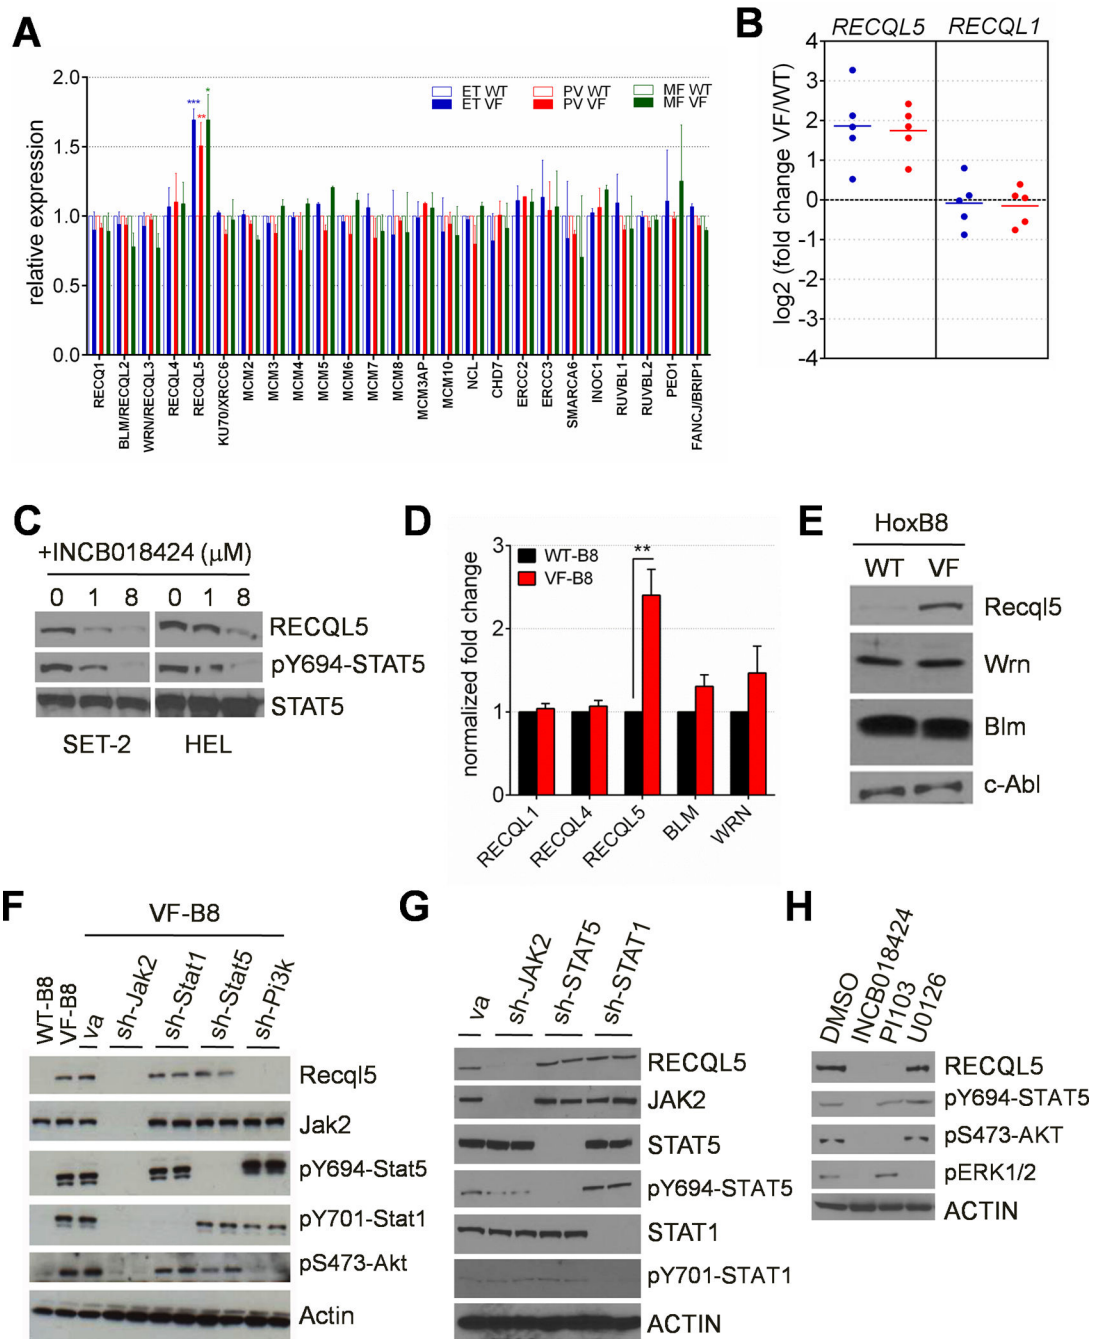 A
2.0
1.5
1.0
0.5
0.0
relative expression
ET WT
ET VF
PV WT
PV VF
MF WT
MF VF
***
**
*
RECQ1
BLM/RECQL2
WRN/RECQL3
RECQL4
RECQL5
KU70/XRCC6
MCM2
MCM3
MCM4
MCM5
MCM6
MCM7
MCM8
MCM3AP
MCM10
NCL
CHD7
ERCC2
ERCC3
SMARCA6
INOC1
RUVBL1
RUVBL2
PEO1
FANCJ/BRIP1
B
RECQL5 RECQL1
4
3
2
1
0
-1
-2
-3
-4
log2 (fold change VF/WT)
C
+INCB018424 (μM)
0 1 8 0 1 8
RECQL5
pY694-STAT5
STAT5
SET-2 HEL
D
3
2
1
0
normalized fold change
WT-B8
VF-B8
**
RECQL1
RECQL4
RECQL5
BLM
WRN
E
HoxB8
WT VF
Recql5
Wrn
Blm
c-Abl
F
VF-B8
WT-B8
VF-B8
va
sh-Jak2
sh-Stat1
sh-Stat5
sh-Pi3k
Recql5
Jak2
pY694-Stat5
pY701-Stat1
pS473-Akt
Actin
G
va
sh-JAK2
sh-STAT5
sh-STAT1
RECQL5
JAK2
STAT5
pY694-STAT5
STAT1
pY701-STAT1
ACTIN
H
DMSO
INCB018424
PI103
U0126
RECQL5
pY694-STAT5
pS473-AKT
pERK1/2
ACTIN